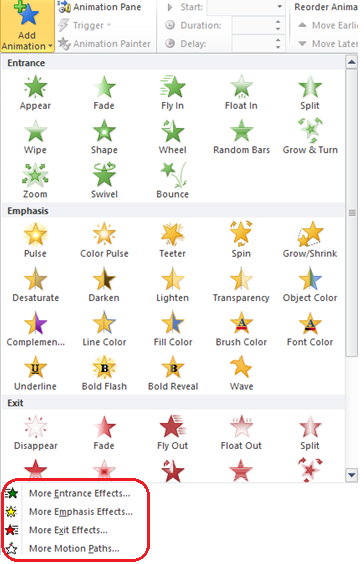 Add
Animation
Animation Pane
Trigger
Animation Painter
Start:
Duration:
Delay:
Reorder Anima
Move Earlie
Move Later
Entrance
Appear Fade Fly In Float In Split
Wipe Shape Wheel Random Bars Grow & Turn
Zoom Swivel Bounce
Emphasis
Pulse Color Pulse Teeter Spin Grow/Shrink
Desaturate Darken Lighten Transparency Object Color
Complemen... Line Color Fill Color Brush Color Font Color
Underline Bold Flash Bold Reveal Wave
Exit
Disappear Fade Fly Out Float Out Split
More Entrance Effects...
More Emphasis Effects...
More Exit Effects...
More Motion Paths...